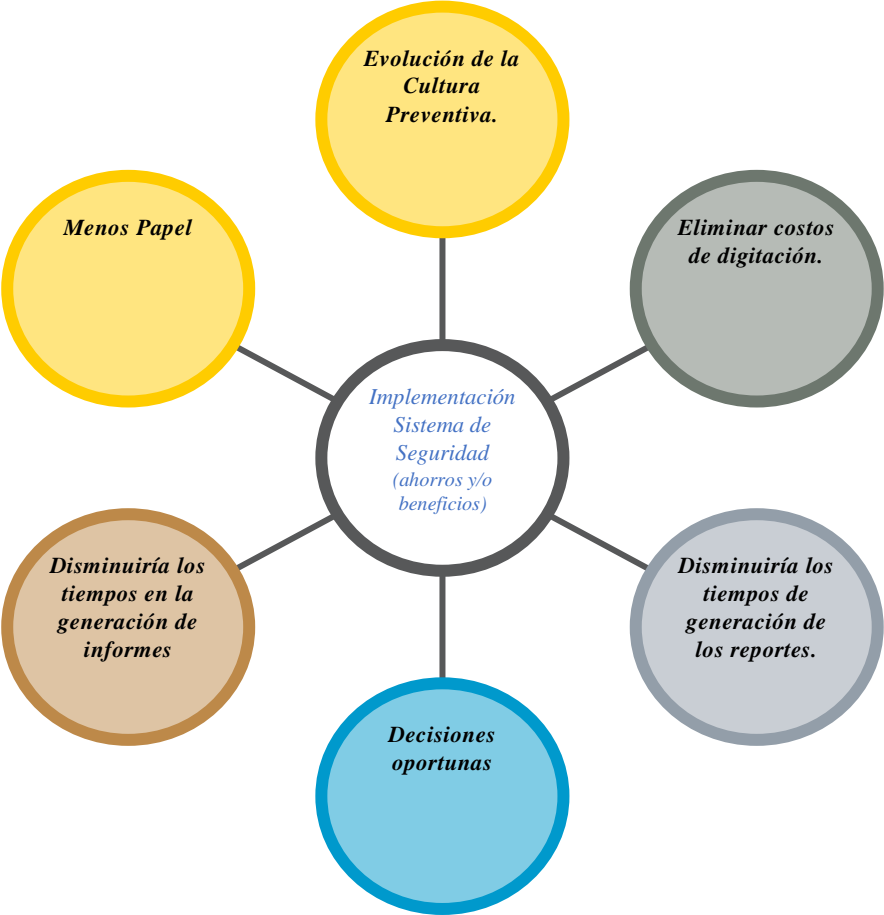 Evolución de la
Cultura
Preventiva.
Menos Papel
Eliminar costos
de digitación.
Implementación
Sistema de
Seguridad
(ahorros y/o
beneficios)
Disminuiría los
tiempos en la
generación de
informes
Disminuiría los
tiempos de
generación de
los reportes.
Decisiones
oportunas